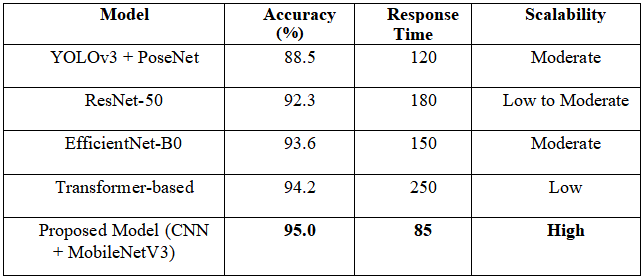 Model Accuracy (%) Response Time Scalability
YOLOv3 + PoseNet 88.5 120 Moderate
ResNet-50 92.3 180 Low to Moderate
EfficientNet-B0 93.6 150 Moderate
Transformer-based 94.2 250 Low
Proposed Model (CNN + MobileNetV3) 95.0 85 High